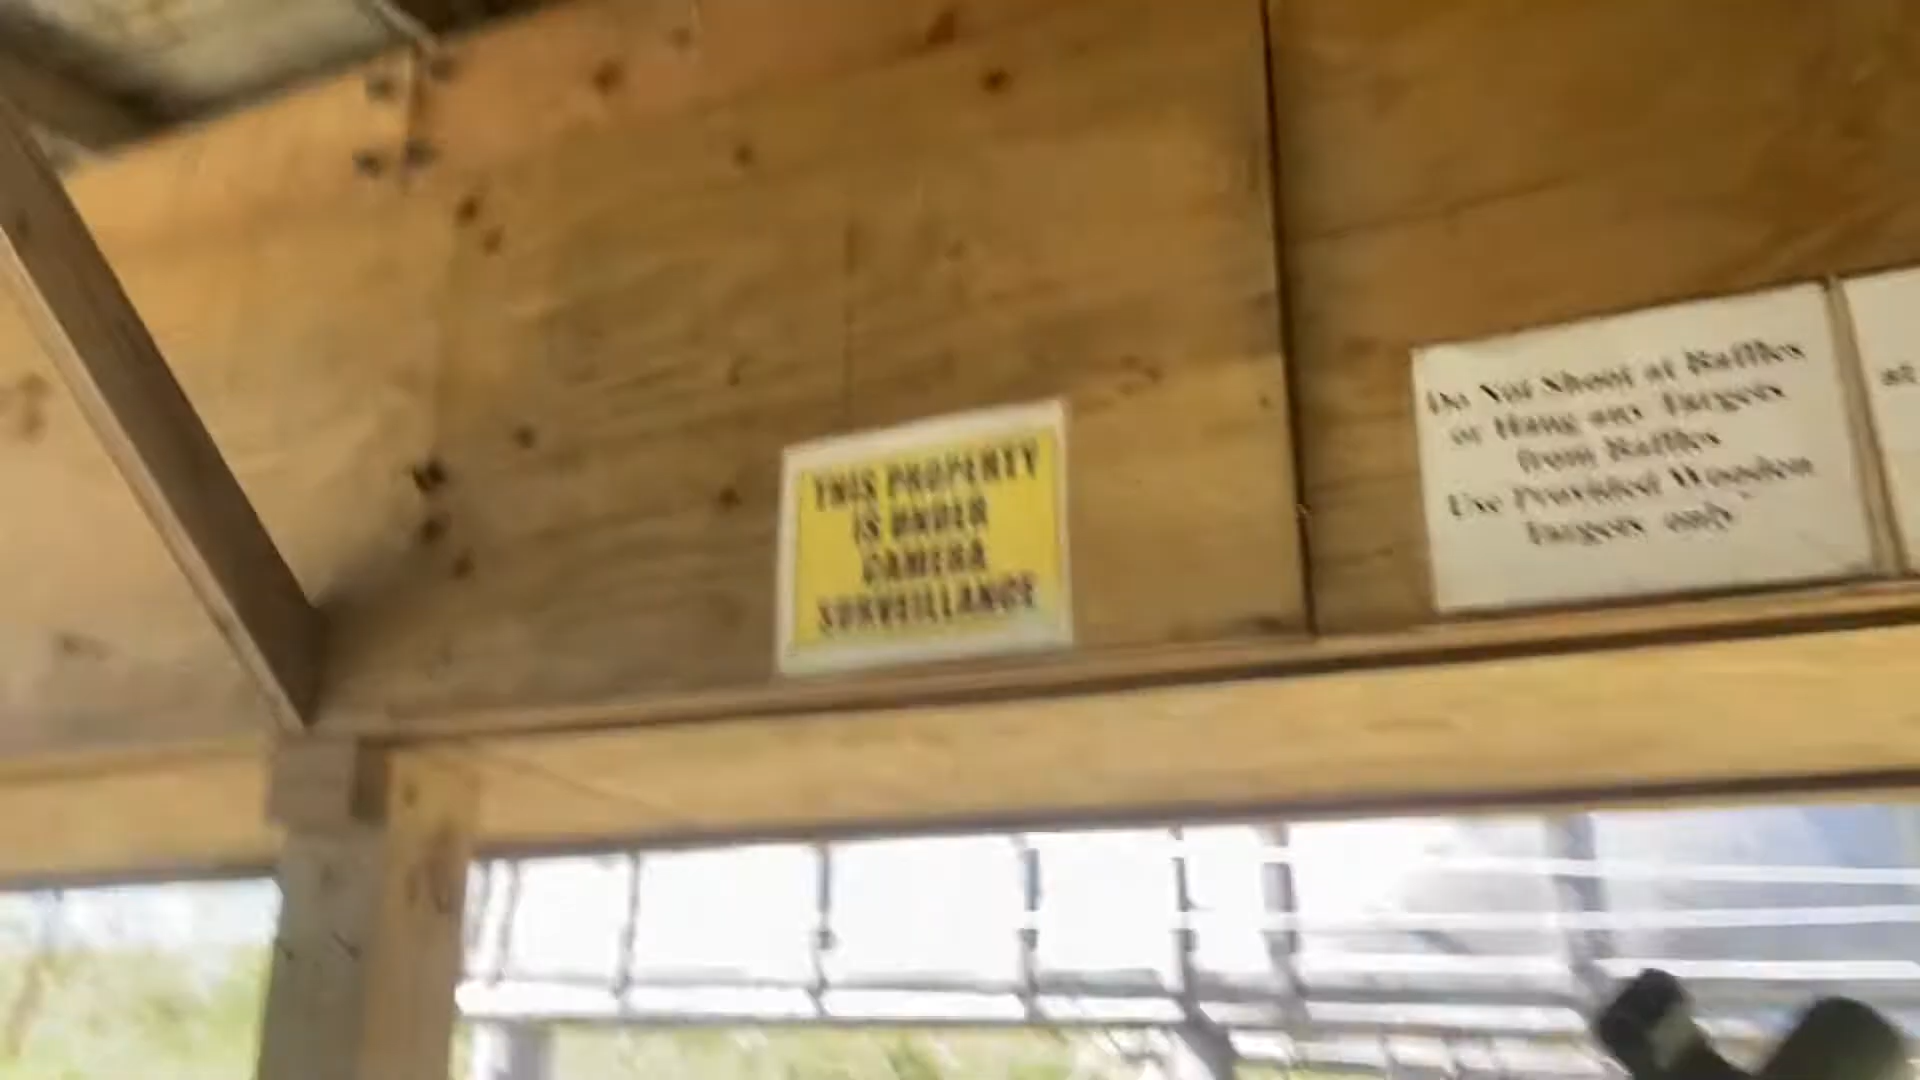 THIS PROPERTY
IS UNDER
CAMERA
SURVEILLANCE
Do Not Shoot at Baffles
or Hang any Targets
from Baffles
Use Provided Wooden
Targets only
at